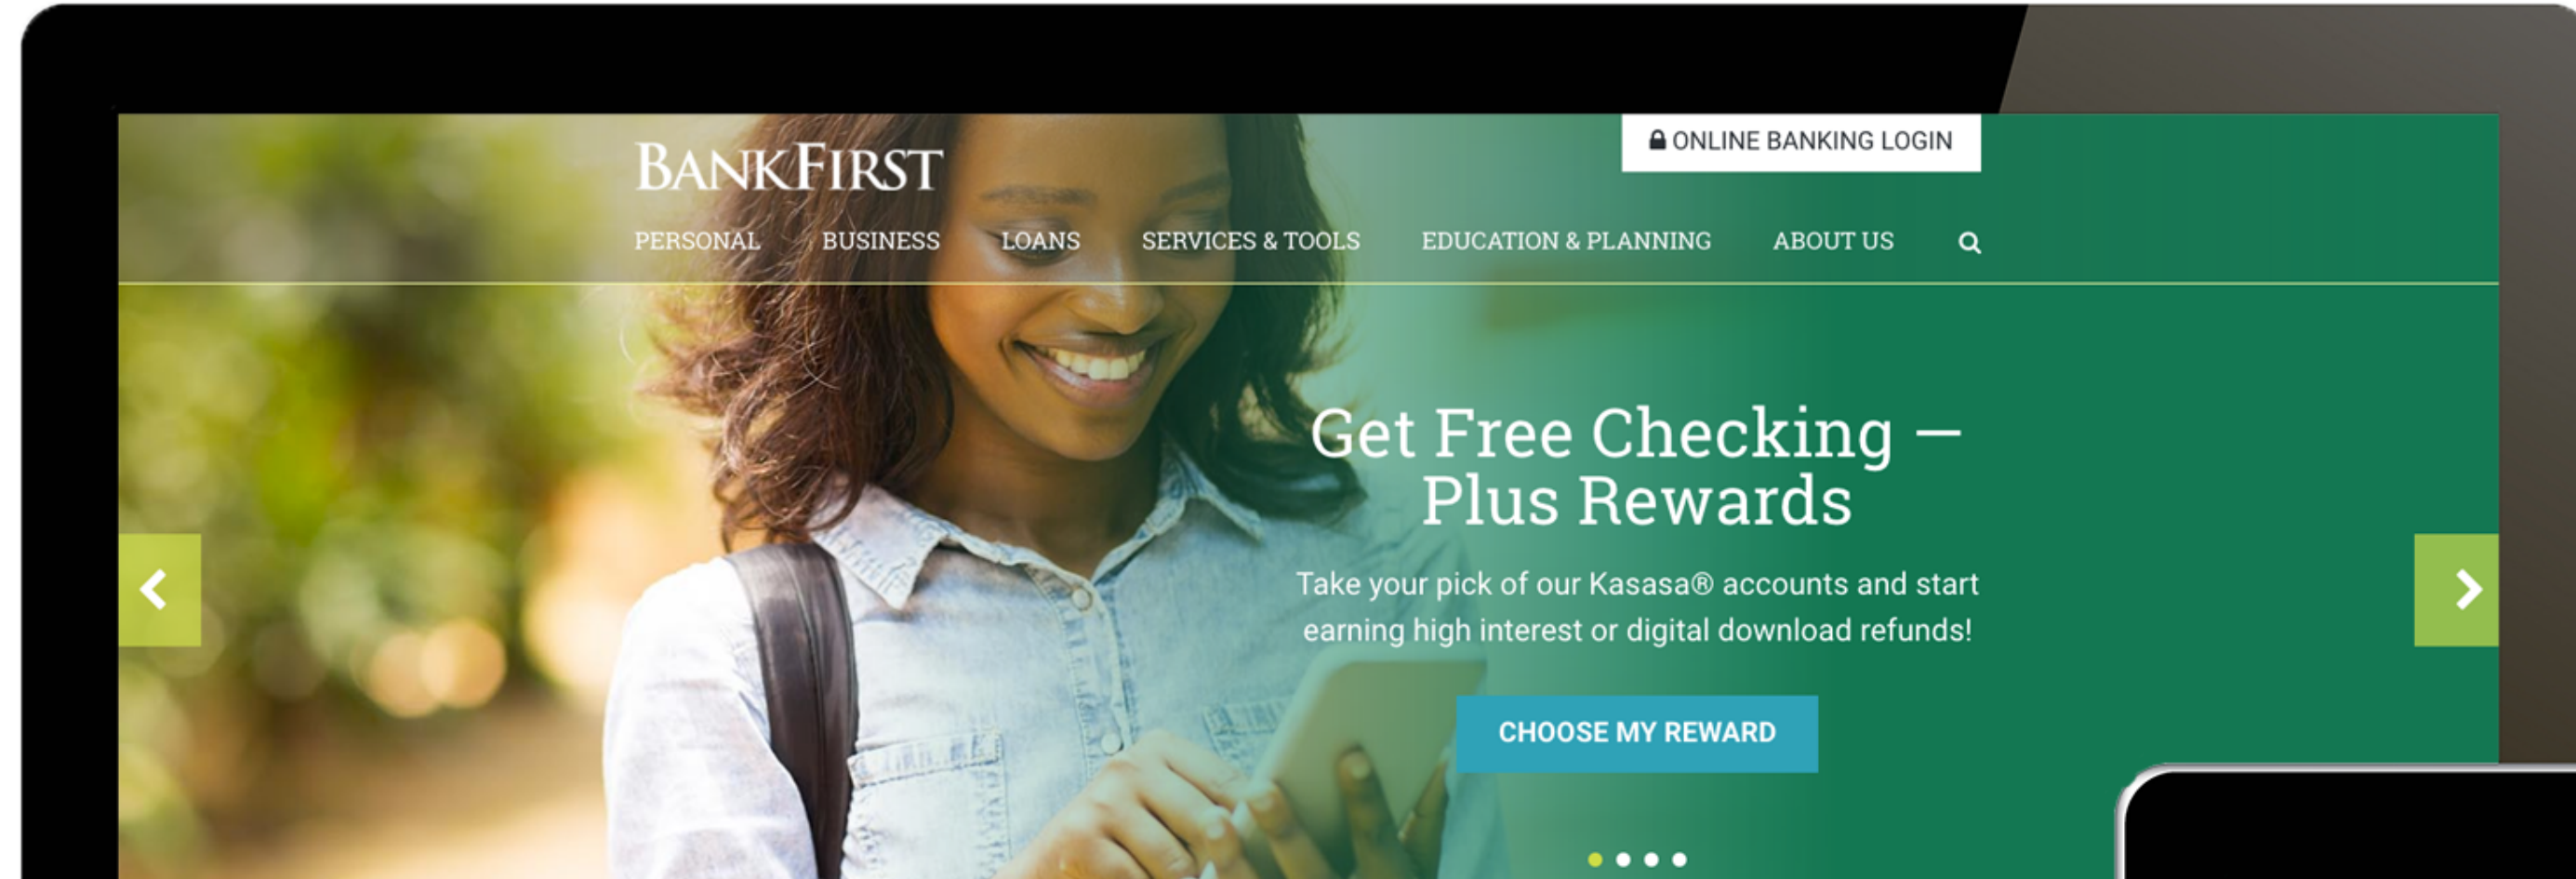 BANKFIRST
ONLINE BANKING LOGIN
PERSONAL BUSINESS LOANS SERVICES & TOOLS EDUCATION & PLANNING ABOUT US
Get Free Checking —
Plus Rewards
Take your pick of our Kasasa® accounts and start
earning high interest or digital download refunds!
CHOOSE MY REWARD